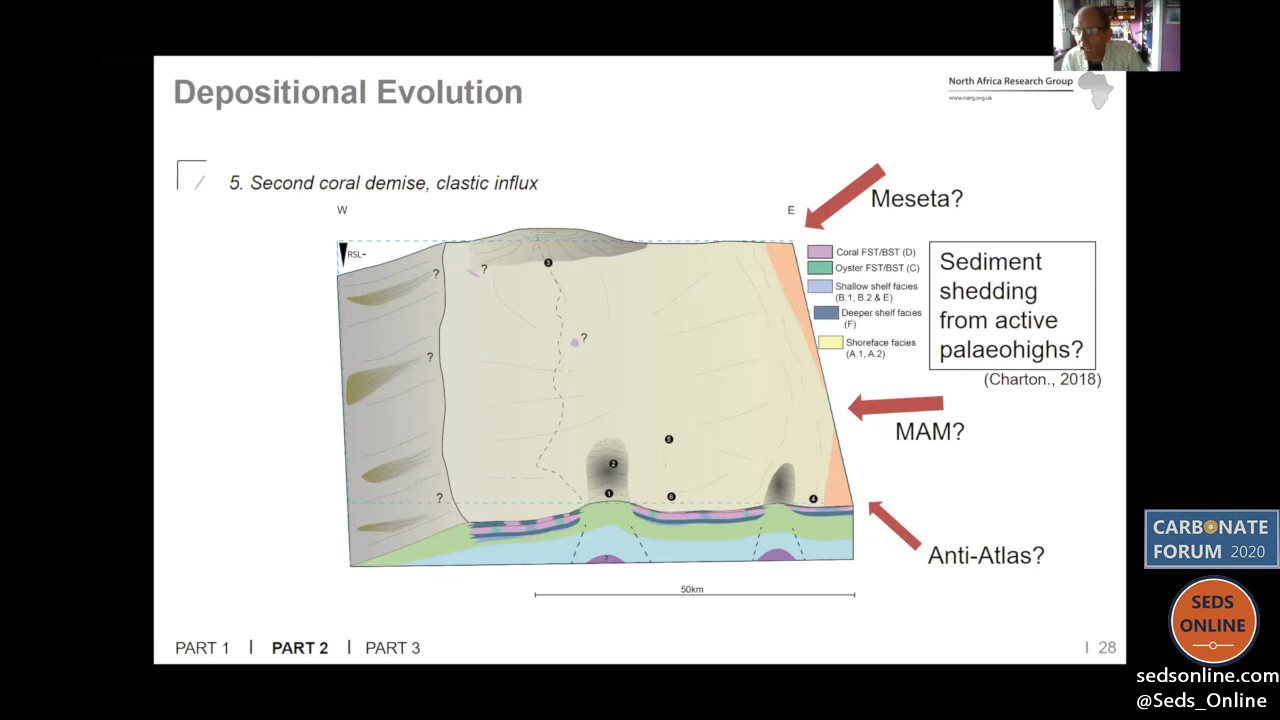 Depositional Evolution
North Africa Research Group
www.narg.org.uk
5. Second coral demise, clastic influx
W
E
Meseta?
RSL
?
?
3
?
?
?
5
2
1
6
4
Coral FST/BST (D)
Oyster FST/BST (C)
Shallow shelf facies
(B.1, B.2 & E)
Deeper shelf facies
(F)
Shoreface facies
(A.1, A.2)
Sediment
shedding
from active
palaeohighs?
(Charton., 2018)
MAM?
Anti-Atlas?
50km
PART 1 | PART 2 | PART 3
| 28
CARBONATE
FORUM 2020
SEDS
ONLINE
sedsonline.com
@Seds_Online